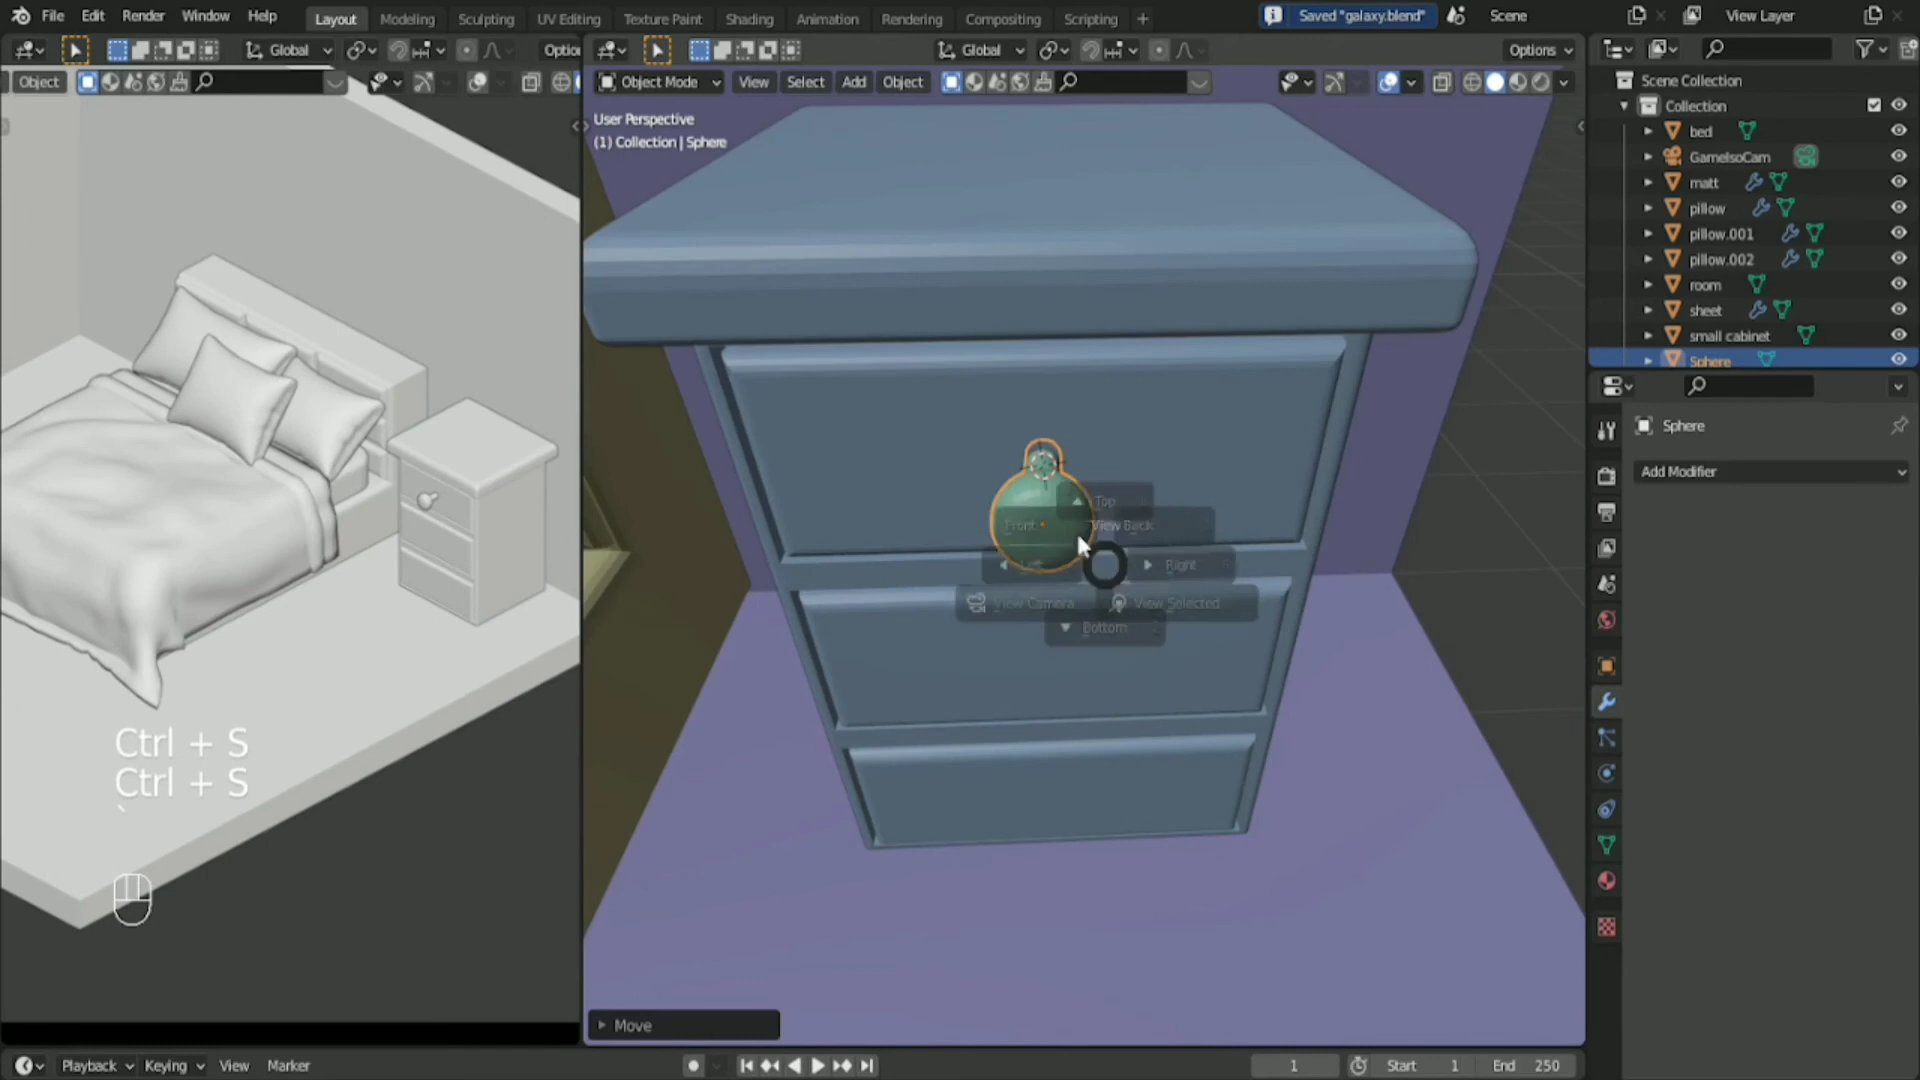 File Edit Render Window Help Layout Modeling Sculpting UV Editing Texture Paint Shading Animation Rendering Compositing Scripting + Saved "galaxy.blend" Scene View Layer
Global Optio Global Options
Object Object Mode View Select Add Object
User Perspective
(1) Collection | Sphere
Scene Collection
Collection
bed
GameIsoCam
matt
pillow
pillow.001
pillow.002
room
sheet
small cabinet
Sphere
Sphere
Add Modifier
Top
Front View Back
Left Right
View Camera View Selected
Bottom
Ctrl + S
Ctrl + S
`
Move
Playback Keying View Marker 1 Start 1 End 250